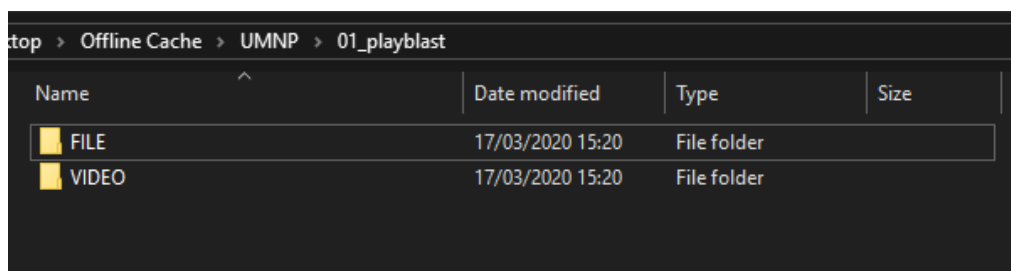 top > Offline Cache > UMNP > 01_playblast
Name Date modified Type Size
FILE 17/03/2020 15:20 File folder
VIDEO 17/03/2020 15:20 File folder